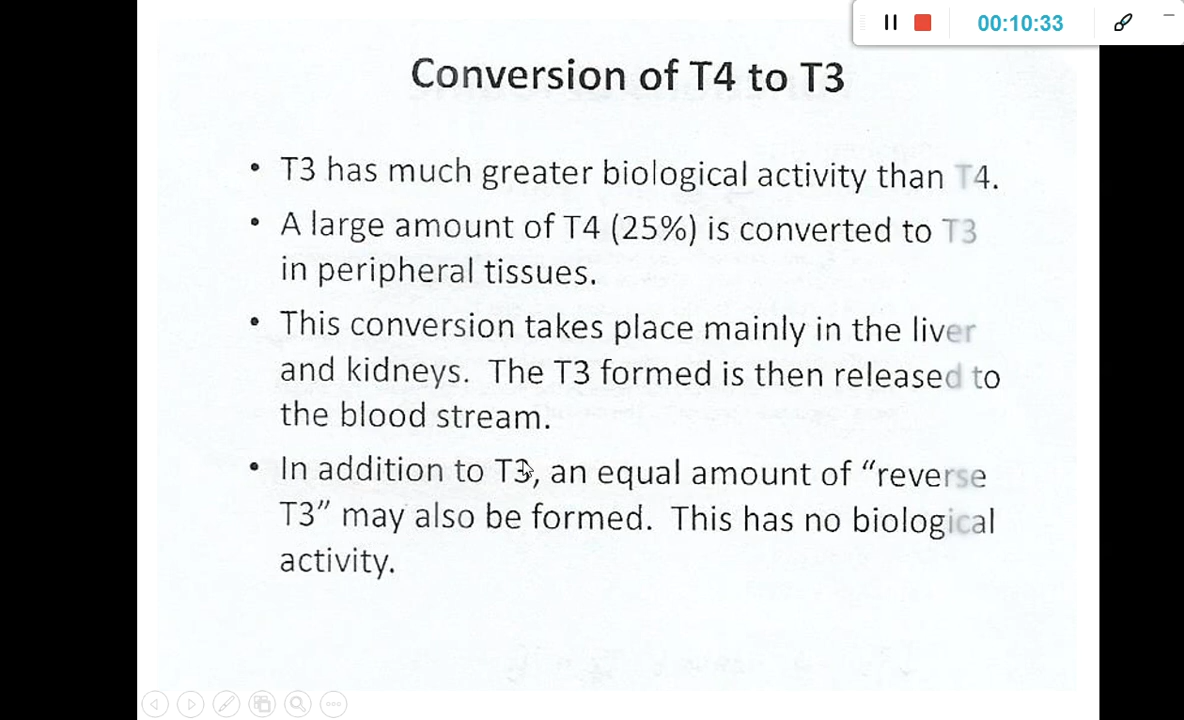 00:10:33
Conversion of T4 to T3
• T3 has much greater biological activity than T4.
• A large amount of T4 (25%) is converted to T3
in peripheral tissues.
• This conversion takes place mainly in the liver
and kidneys. The T3 formed is then released to
the blood stream.
• In addition to T3, an equal amount of “reverse
T3” may also be formed. This has no biological
activity.